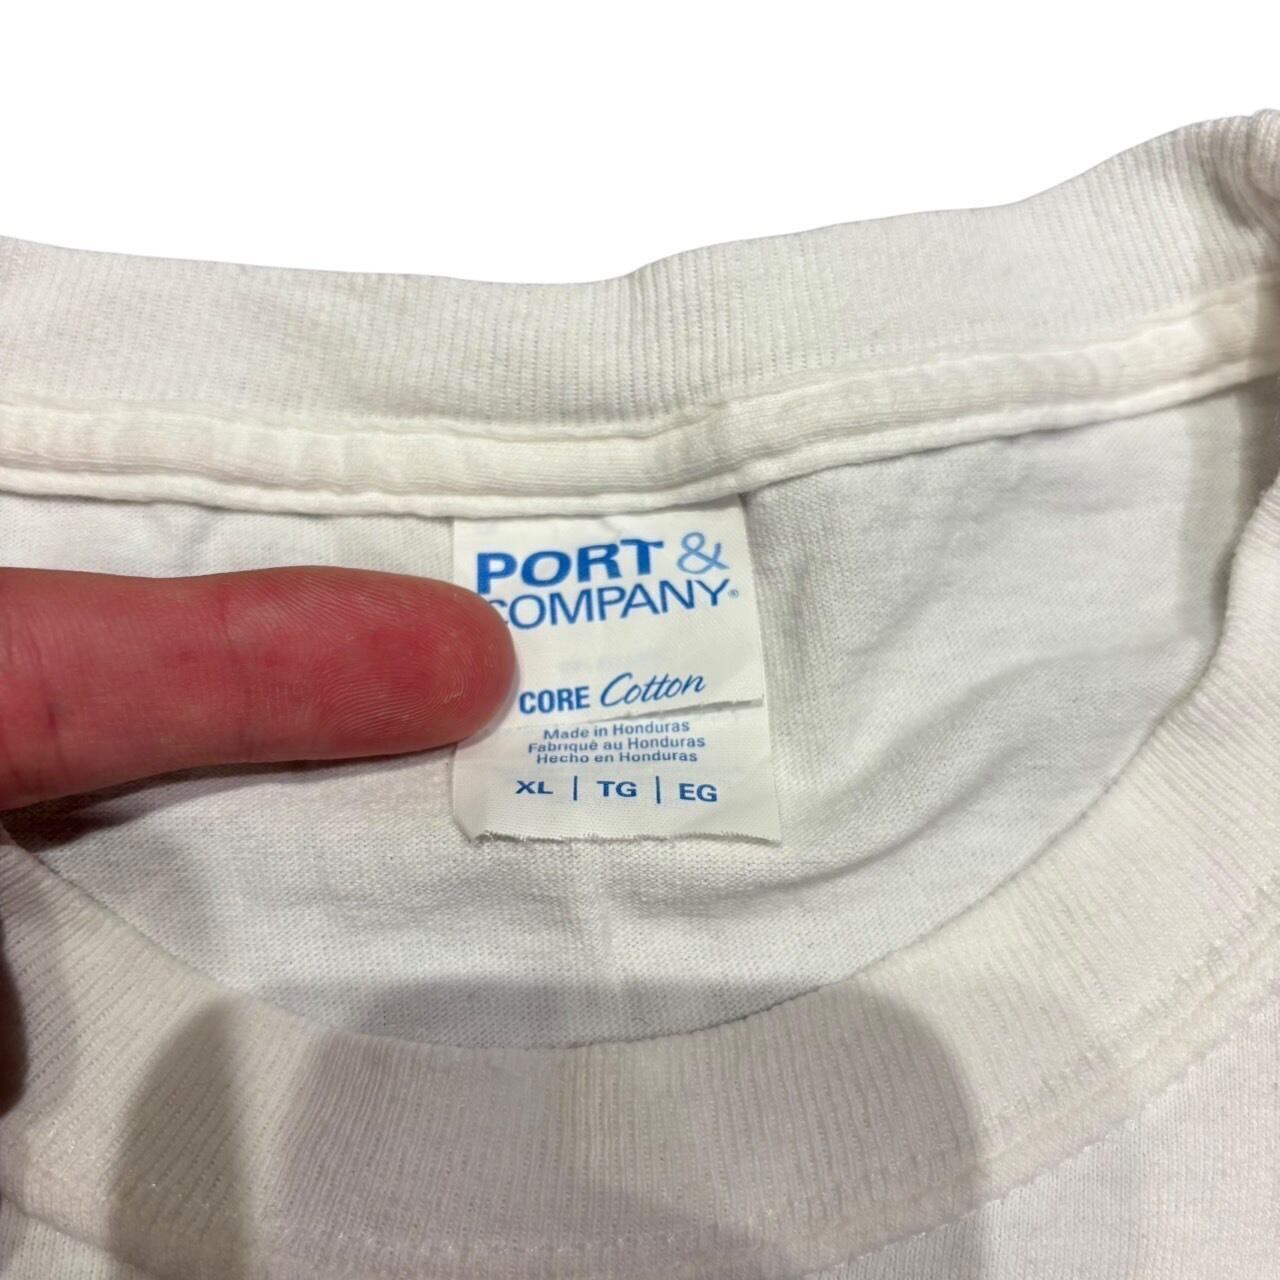 PORT &
COMPANY®
CORE Cotton
Made in Honduras
Fabriqué au Honduras
Hecho en Honduras
XL | TG | EG